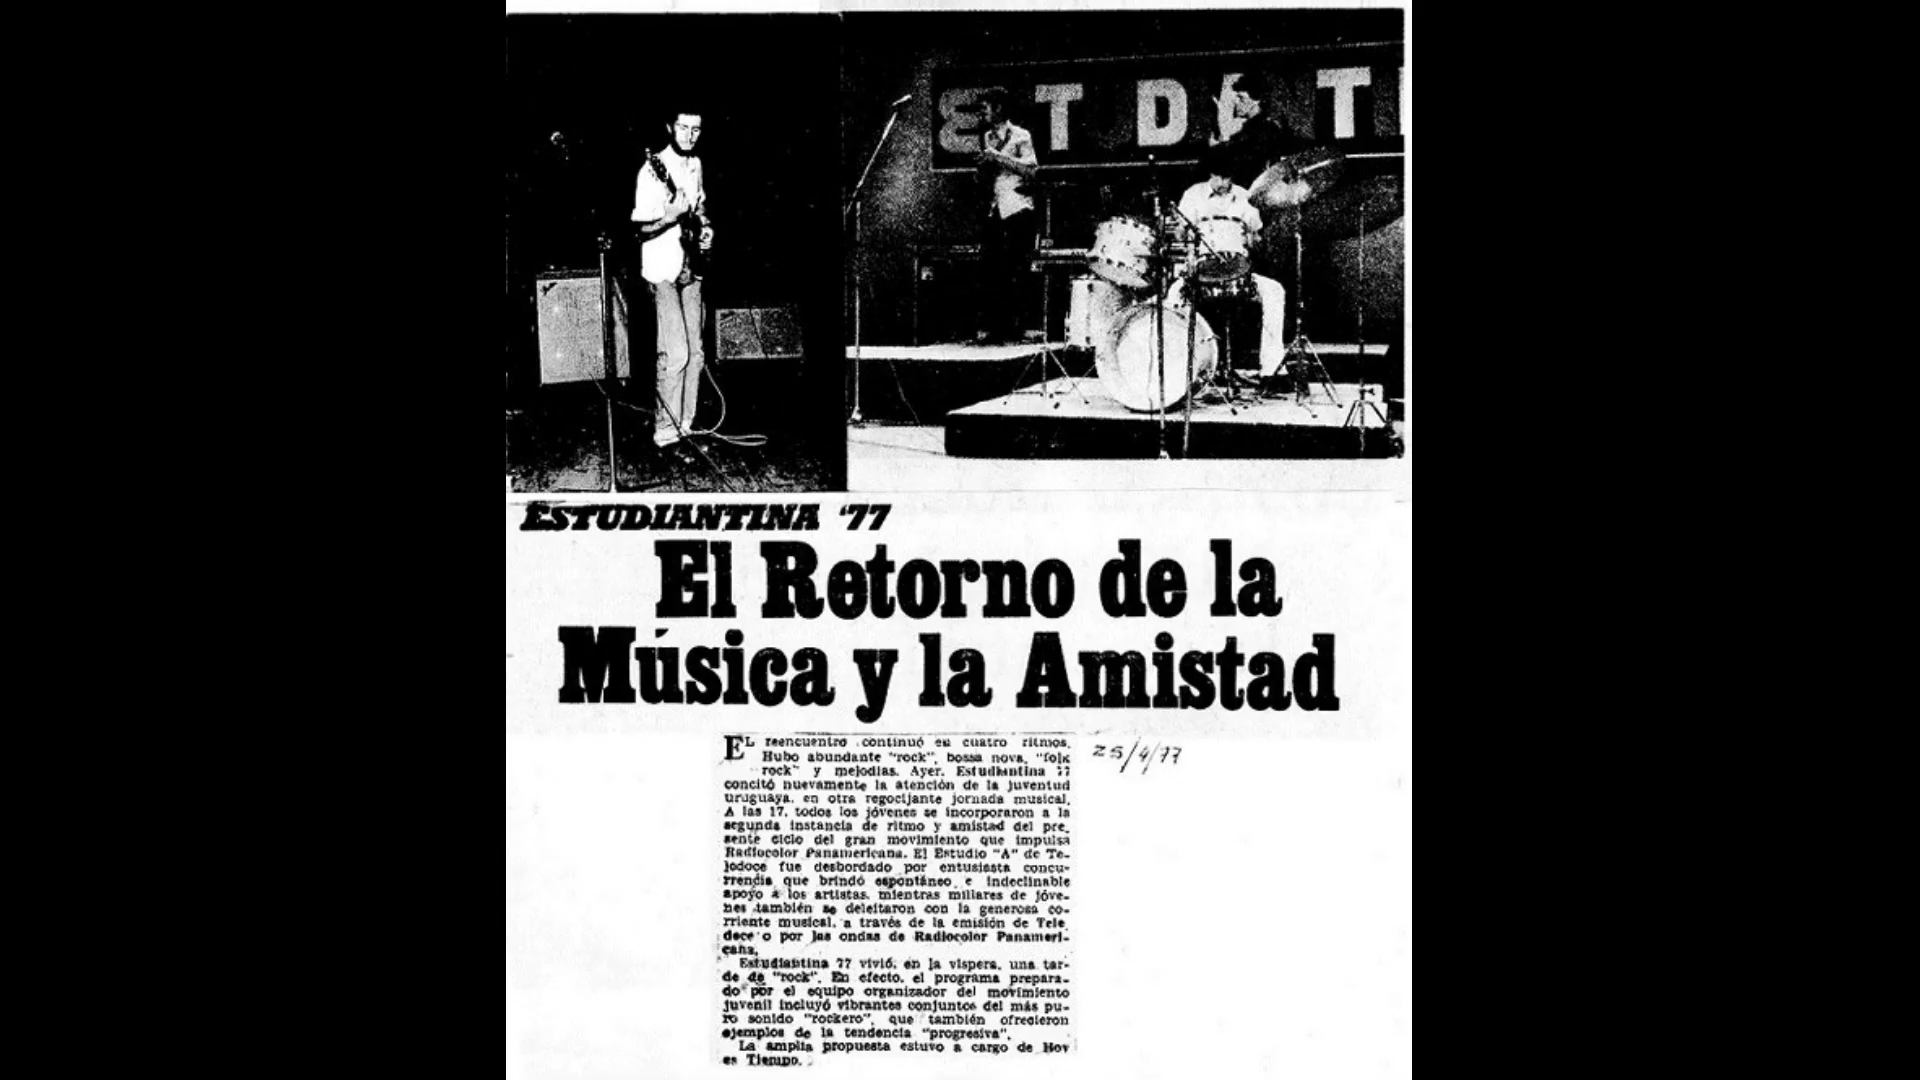 E T D A T
ESTUDIANTINA '77
El Retorno de la
Música y la Amistad
25/4/77
EL reencuentro continuó en cuatro ritmos.
Hubo abundante "rock", bossa nova, "folk
rock" y melodías. Ayer, Estudiantina 77
concitó nuevamente la atención de la juventud
uruguaya, en otra regocijante jornada musical.
A las 17, todos los jóvenes se incorporaron a la
segunda instancia de ritmo y amistad del pre-
sente ciclo del gran movimiento que impulsa
Radiocolor Panamericana. El Estudio "A" de Te-
ledoce fue desbordado por entusiasta concu-
rrencia que brindó espontáneo e indeclinable
apoyo a los artistas, mientras millares de jóve-
nes también se deleitaron con la generosa co-
rriente musical, a través de la emisión de Tele
doce o por las ondas de Radiocolor Panameri-
cana.
Estudiantina 77 vivió, en la víspera, una tar-
de de "rock". En efecto, el programa prepara-
do por el equipo organizador del movimiento
juvenil incluyó vibrantes conjuntos del más pu-
ro sonido "rockero", que también ofrecieron
ejemplos de la tendencia "progresiva".
La amplia propuesta estuvo a cargo de Hoy
es Tiempo.